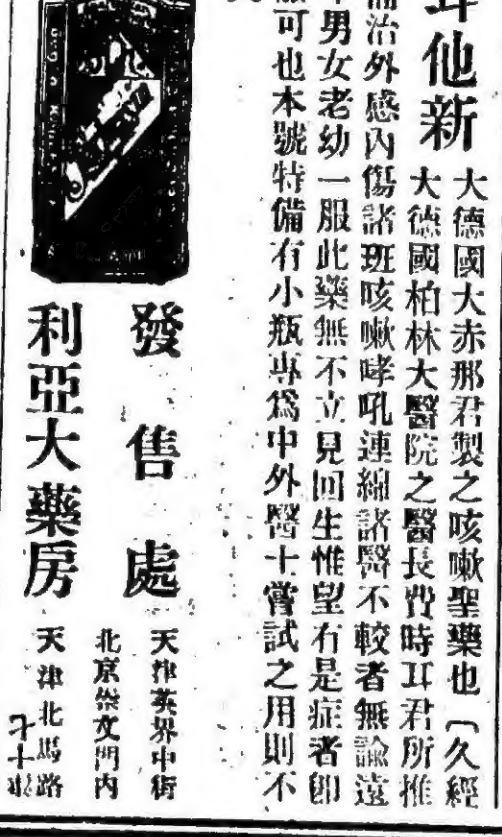 他新
大德國大赤那君製之咳嗽聖藥也〔久經
大德國柏林大醫院之醫長費時耳君所推
治外感內傷諸班咳嗽哮吼連綿諸醫不較者無論遠
男女老幼一服此藥無不立見回生惟望有是症者卽
可也本號特備有小瓶專爲中外醫士嘗試之用則不
發售處
天津英界中街
北京崇文門內
利亞大藥房
天津北馬路